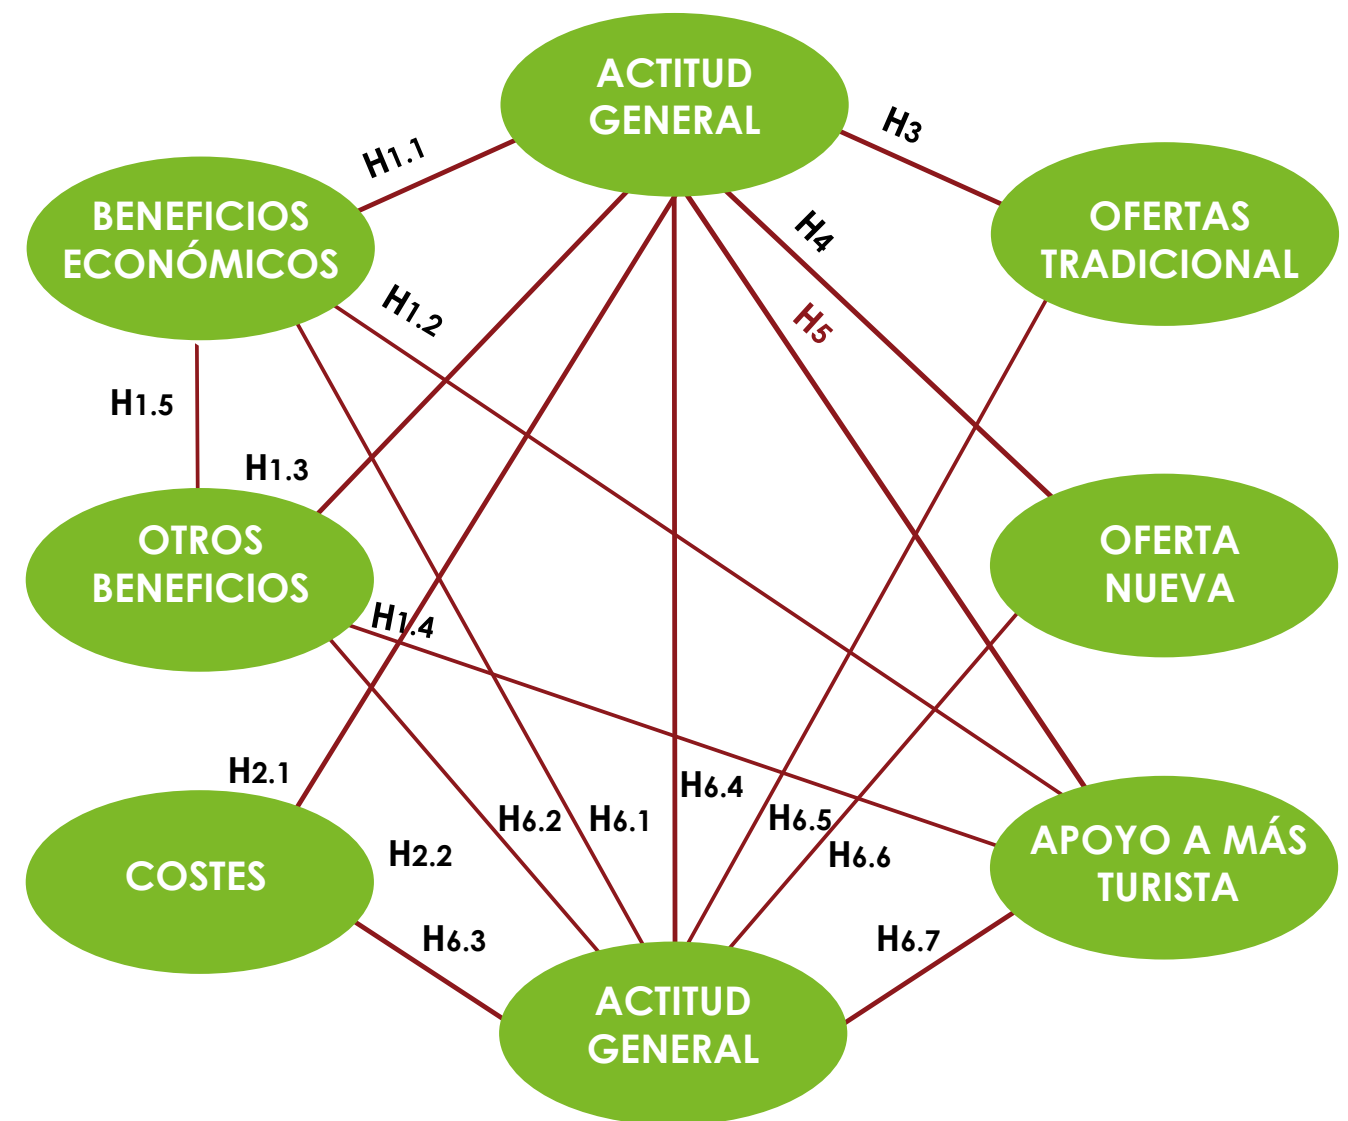 ACTITUD
GENERAL
H3
H1.1
BENEFICIOS
ECONÓMICOS
OFERTAS
TRADICIONAL
H4
H1.2
H5
H1.5
H1.3
OTROS
BENEFICIOS
OFERTA
NUEVA
H1.4
H2.1
H6.4
H6.2
H6.1
H6.5
H6.6
H2.2
COSTES
APOYO A MÁS
TURISTA
H6.3
H6.7
ACTITUD
GENERAL